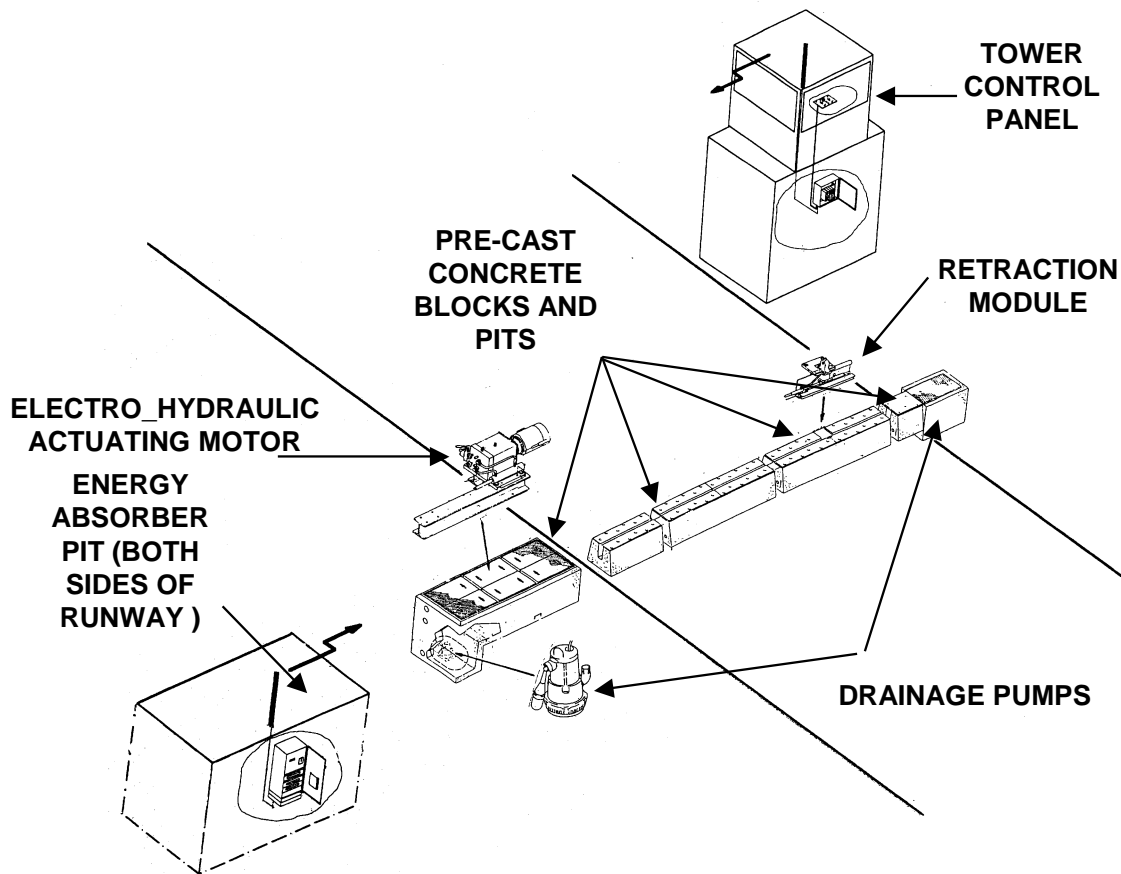 TOWER
CONTROL
PANEL
PRE-CAST
CONCRETE
BLOCKS AND
PITS
RETRACTION
MODULE
ELECTRO_HYDRAULIC
ACTUATING MOTOR
ENERGY
ABSORBER
PIT (BOTH
SIDES OF
RUNWAY )
DRAINAGE PUMPS